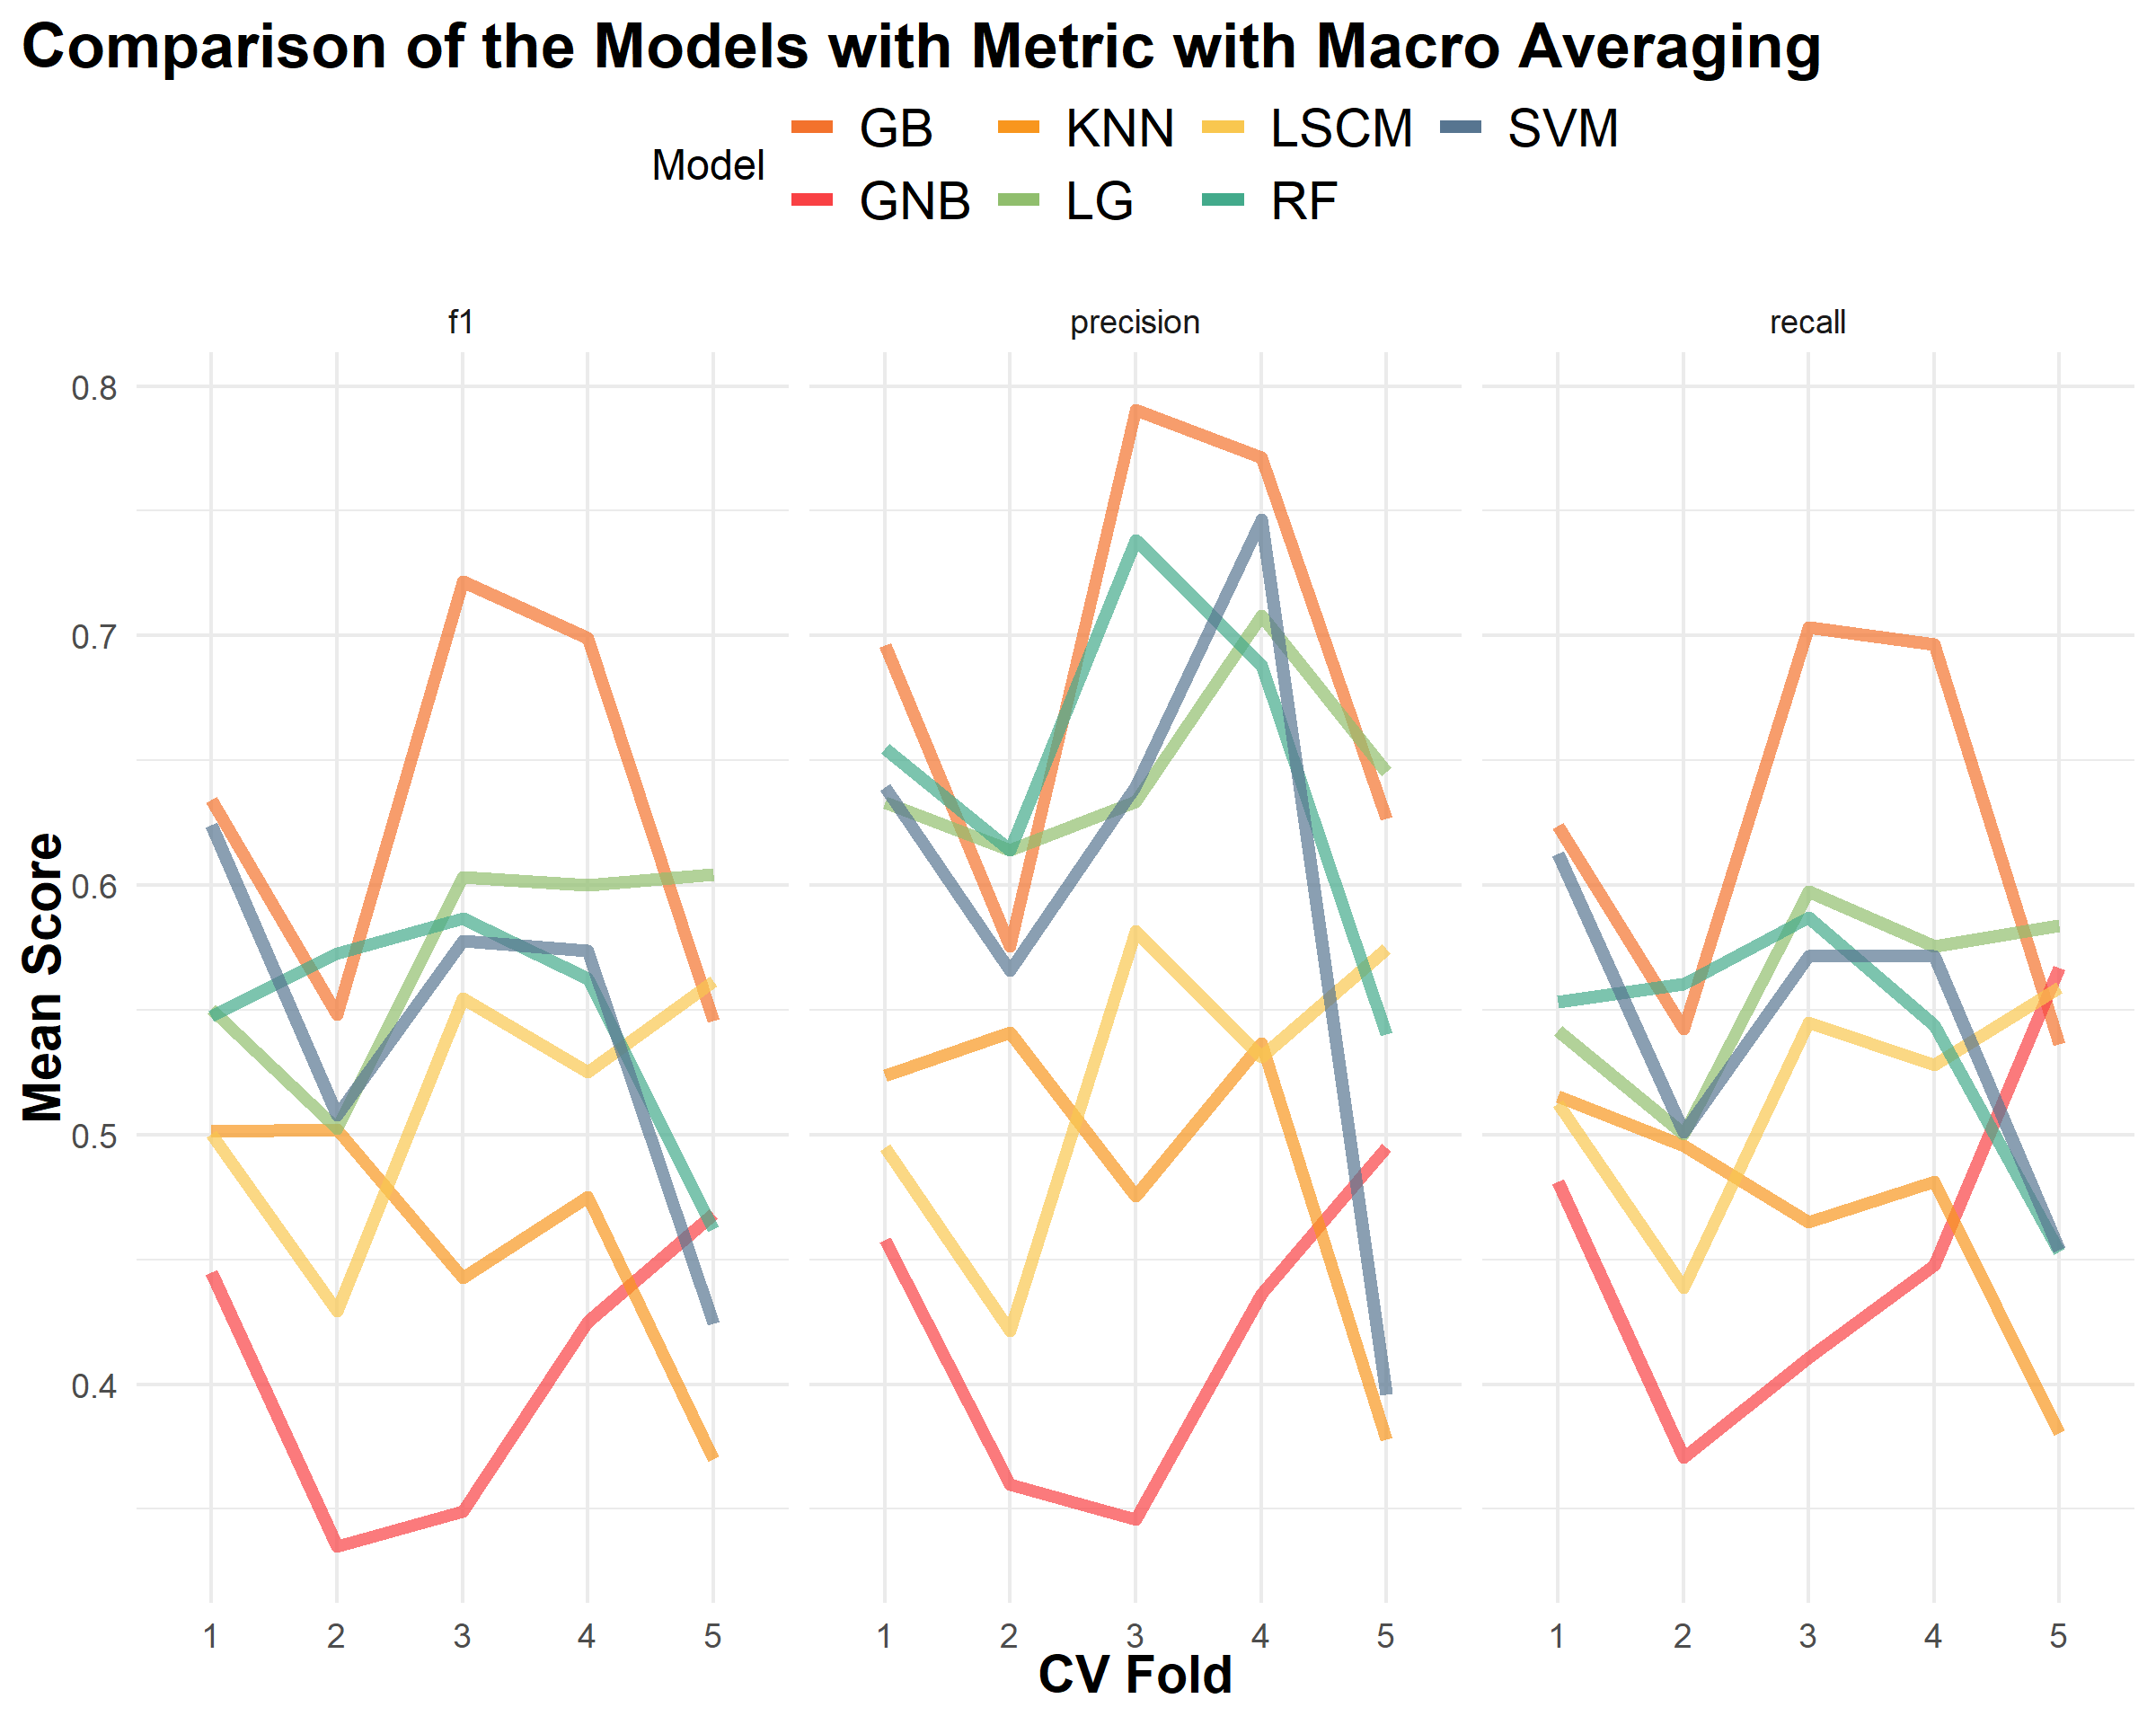 Comparison of the Models with Metric with Macro Averaging
Model
GB KNN LSCM SVM
GNB LG RF
f1 precision recall
Mean Score
0.8
0.7
0.6
0.5
0.4
1 2 3 4 5 1 2 3 4 5 1 2 3 4 5
CV Fold